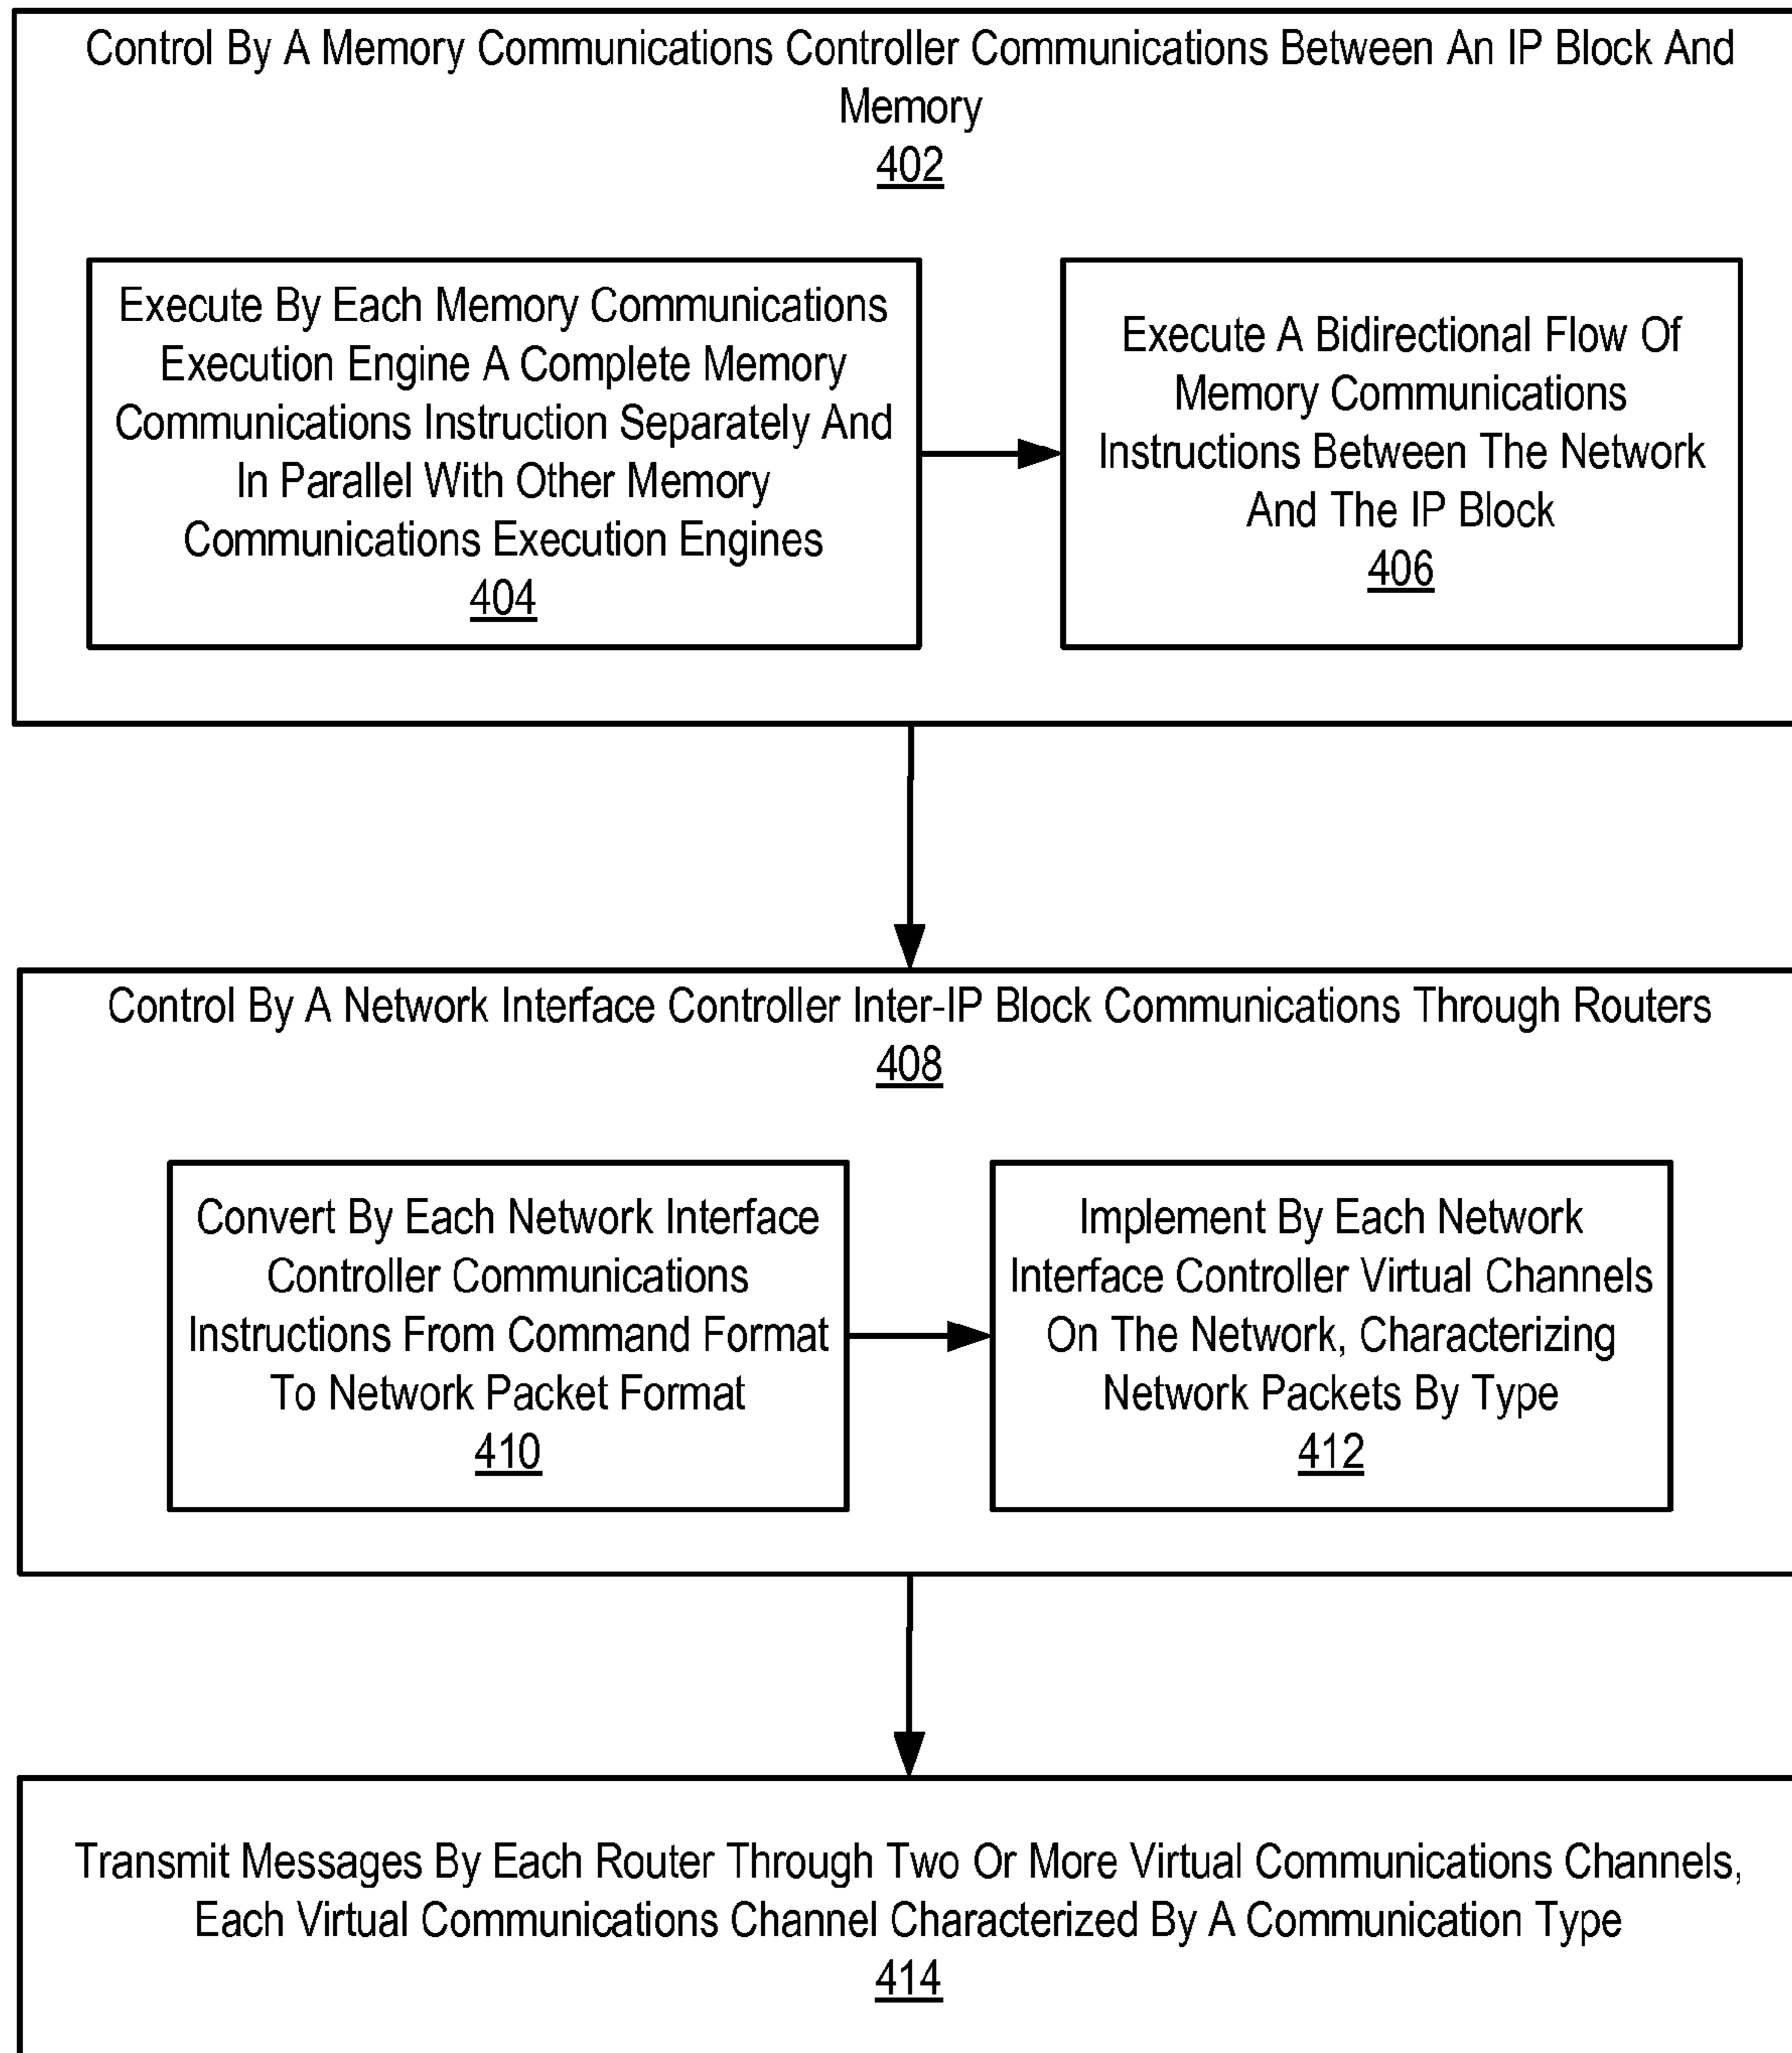 Control By A Memory Communications Controller Communications Between An IP Block And
Memory
402
Execute By Each Memory Communications
Execution Engine A Complete Memory
Communications Instruction Separately And
In Parallel With Other Memory
Communications Execution Engines
404
Execute A Bidirectional Flow Of
Memory Communications
Instructions Between The Network
And The IP Block
406
Control By A Network Interface Controller Inter-IP Block Communications Through Routers
408
Convert By Each Network Interface
Controller Communications
Instructions From Command Format
To Network Packet Format
410
Implement By Each Network
Interface Controller Virtual Channels
On The Network, Characterizing
Network Packets By Type
412
Transmit Messages By Each Router Through Two Or More Virtual Communications Channels,
Each Virtual Communications Channel Characterized By A Communication Type
414